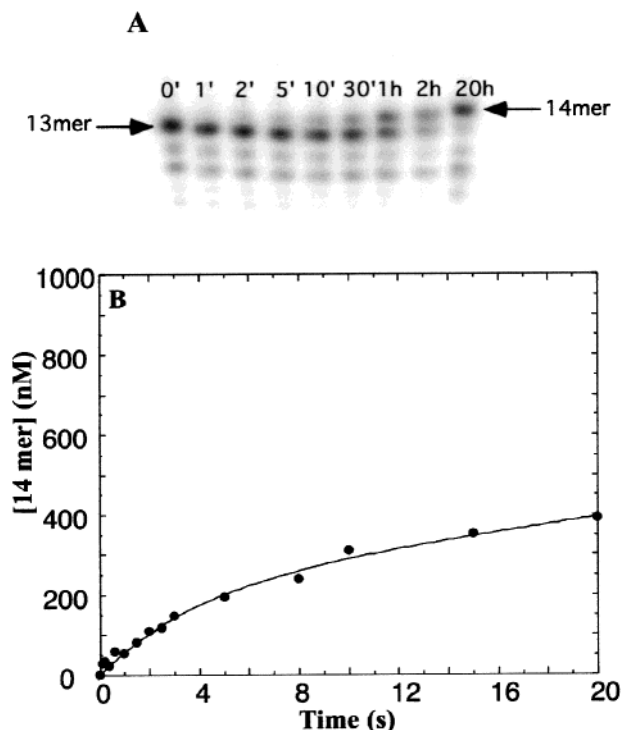 A
0' 1' 2' 5' 10' 30' 1h 2h 20h
13mer
14mer
B
[14 mer] (nM)
1000
800
600
400
200
0
0 4 8 12 16 20
Time (s)